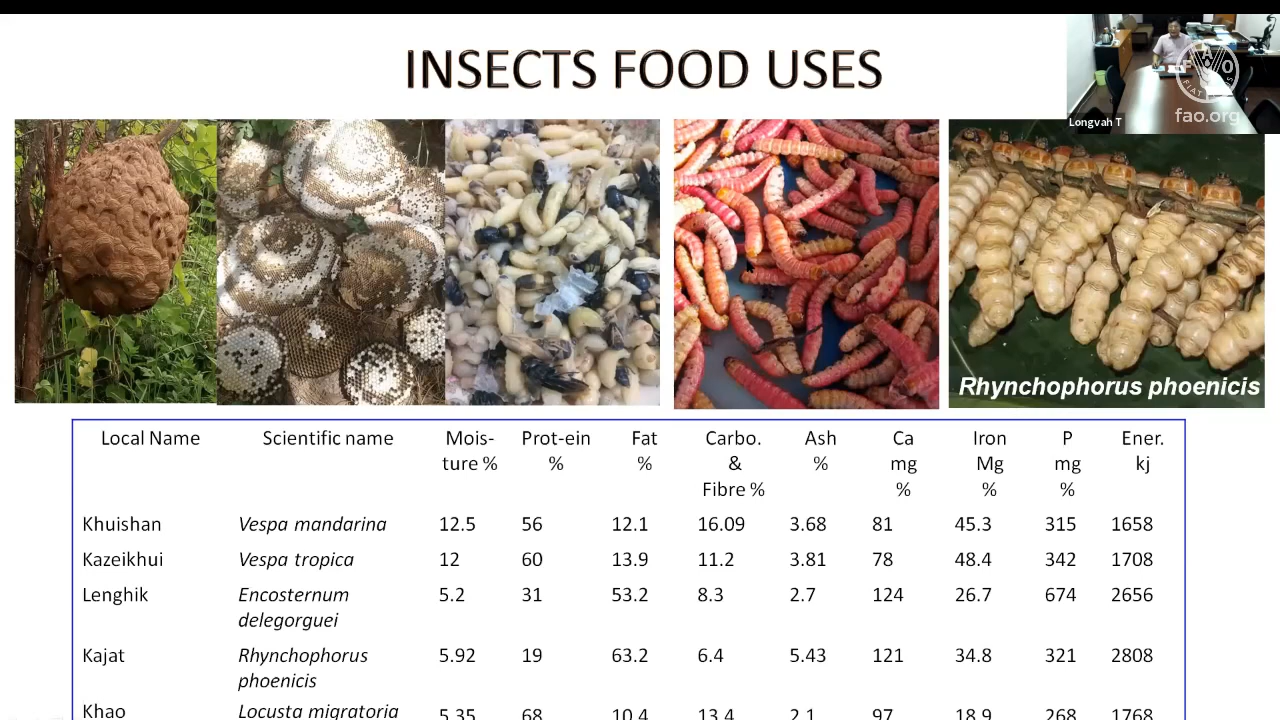 INSECTS FOOD USES
Longvah T
FAO
FIAT PANIS
fao.org
Rhynchophorus phoenicis
Local Name Scientific name Mois- Prot-ein Fat Carbo. Ash Ca Iron P Ener.
ture % % % & % mg Mg mg kj
Fibre % % % %
Khuishan Vespa mandarina 12.5 56 12.1 16.09 3.68 81 45.3 315 1658
Kazeikhui Vespa tropica 12 60 13.9 11.2 3.81 78 48.4 342 1708
Lenghik Encosternum 5.2 31 53.2 8.3 2.7 124 26.7 674 2656
delegorguei
Kajat Rhynchophorus 5.92 19 63.2 6.4 5.43 121 34.8 321 2808
phoenicis
Khao Locusta migratoria 5.35 68 10.4 13.4 2.1 97 18.9 268 1768